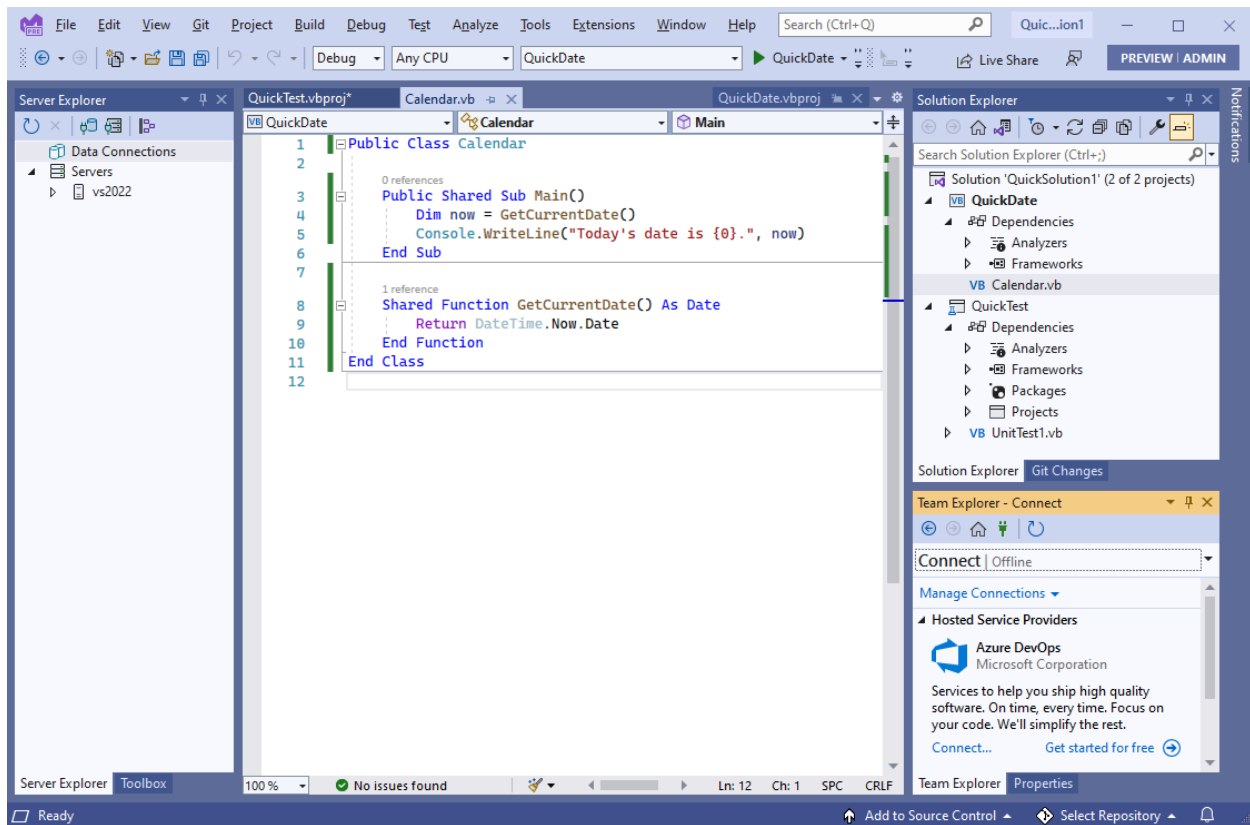 File Edit View Git Project Build Debug Test Analyze Tools Extensions Window Help Search (Ctrl+Q) Quic...ion1
Debug Any CPU QuickDate QuickDate Live Share PREVIEW | ADMIN
Server Explorer
Data Connections
Servers
vs2022
Server Explorer Toolbox
QuickTest.vbproj* Calendar.vb QuickDate.vbproj
VB QuickDate Calendar Main
1 Public Class Calendar
2
0 references
3 Public Shared Sub Main()
4 Dim now = GetCurrentDate()
5 Console.WriteLine("Today's date is {0}.", now)
6 End Sub
7
1 reference
8 Shared Function GetCurrentDate() As Date
9 Return DateTime.Now.Date
10 End Function
11 End Class
12
100 % No issues found Ln: 12 Ch: 1 SPC CRLF
Solution Explorer
Search Solution Explorer (Ctrl+;)
Solution 'QuickSolution1' (2 of 2 projects)
VB QuickDate
Dependencies
Analyzers
Frameworks
VB Calendar.vb
QuickTest
Dependencies
Analyzers
Frameworks
Packages
Projects
VB UnitTest1.vb
Solution Explorer Git Changes
Team Explorer - Connect
Connect | Offline
Manage Connections
Hosted Service Providers
Azure DevOps
Microsoft Corporation
Services to help you ship high quality
software. On time, every time. Focus on
your code. We'll simplify the rest.
Connect... Get started for free
Team Explorer Properties
Notifications
Ready Add to Source Control Select Repository